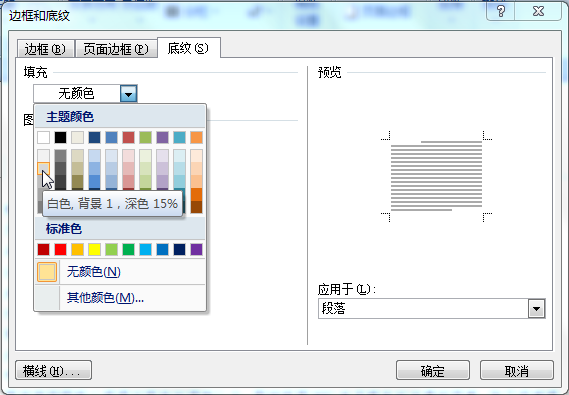 边框和底纹
边框(B)
页面边框(P)
底纹(S)
填充
无颜色
图
主题颜色
白色, 背景 1，深色 15%
标准色
无颜色(N)
其他颜色(M)...
预览
应用于(L):
段落
横线(H)...
确定
取消